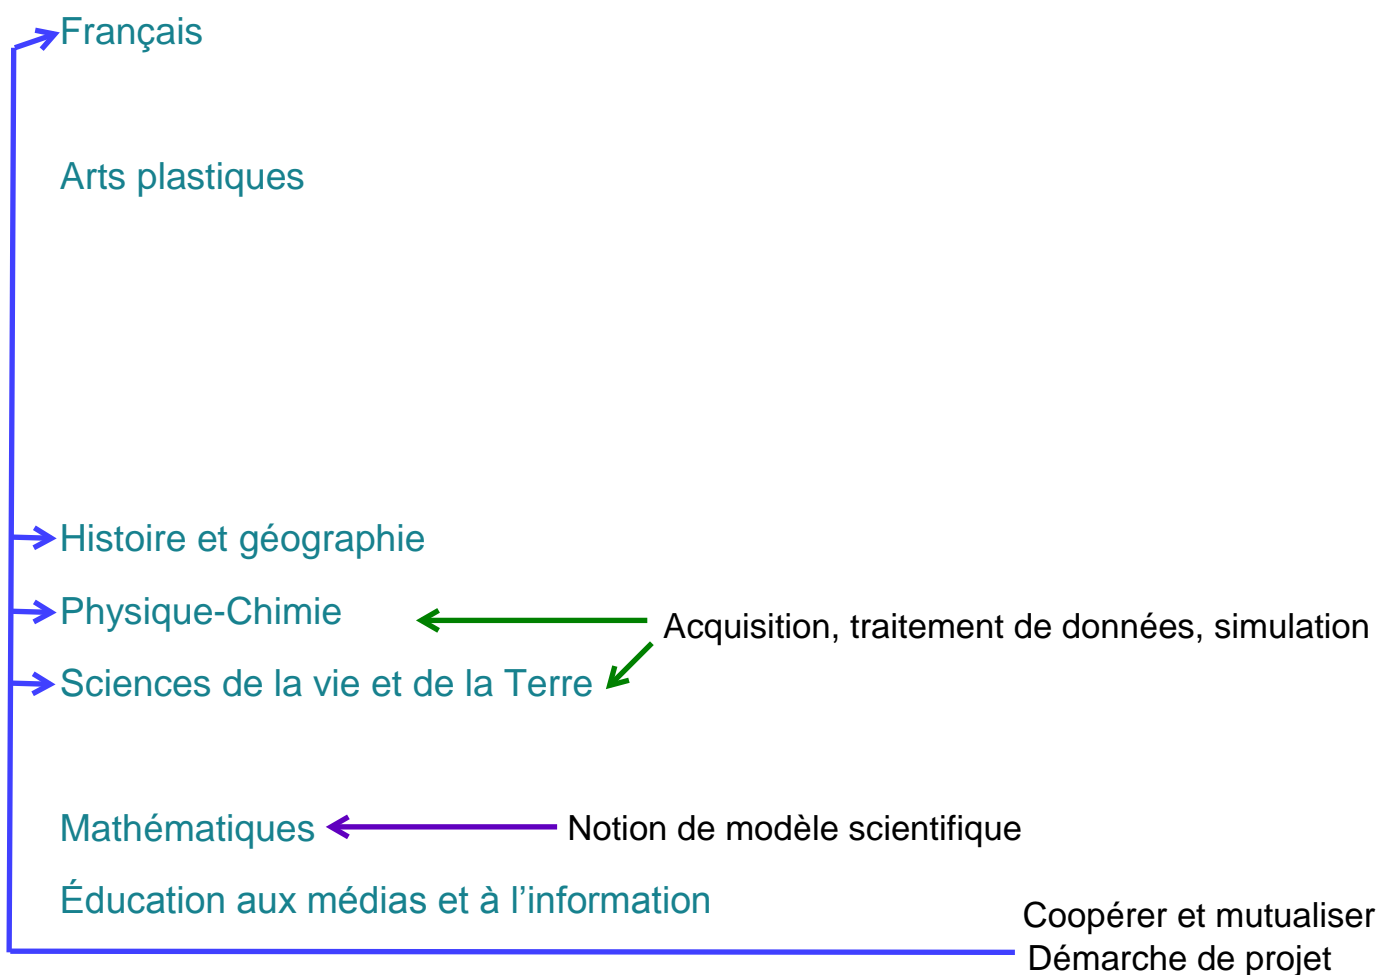 Français
Arts plastiques
Histoire et géographie
Physique-Chimie
Acquisition, traitement de données, simulation
Sciences de la vie et de la Terre
Mathématiques
Notion de modèle scientifique
Éducation aux médias et à l’information
Coopérer et mutualiser
Démarche de projet